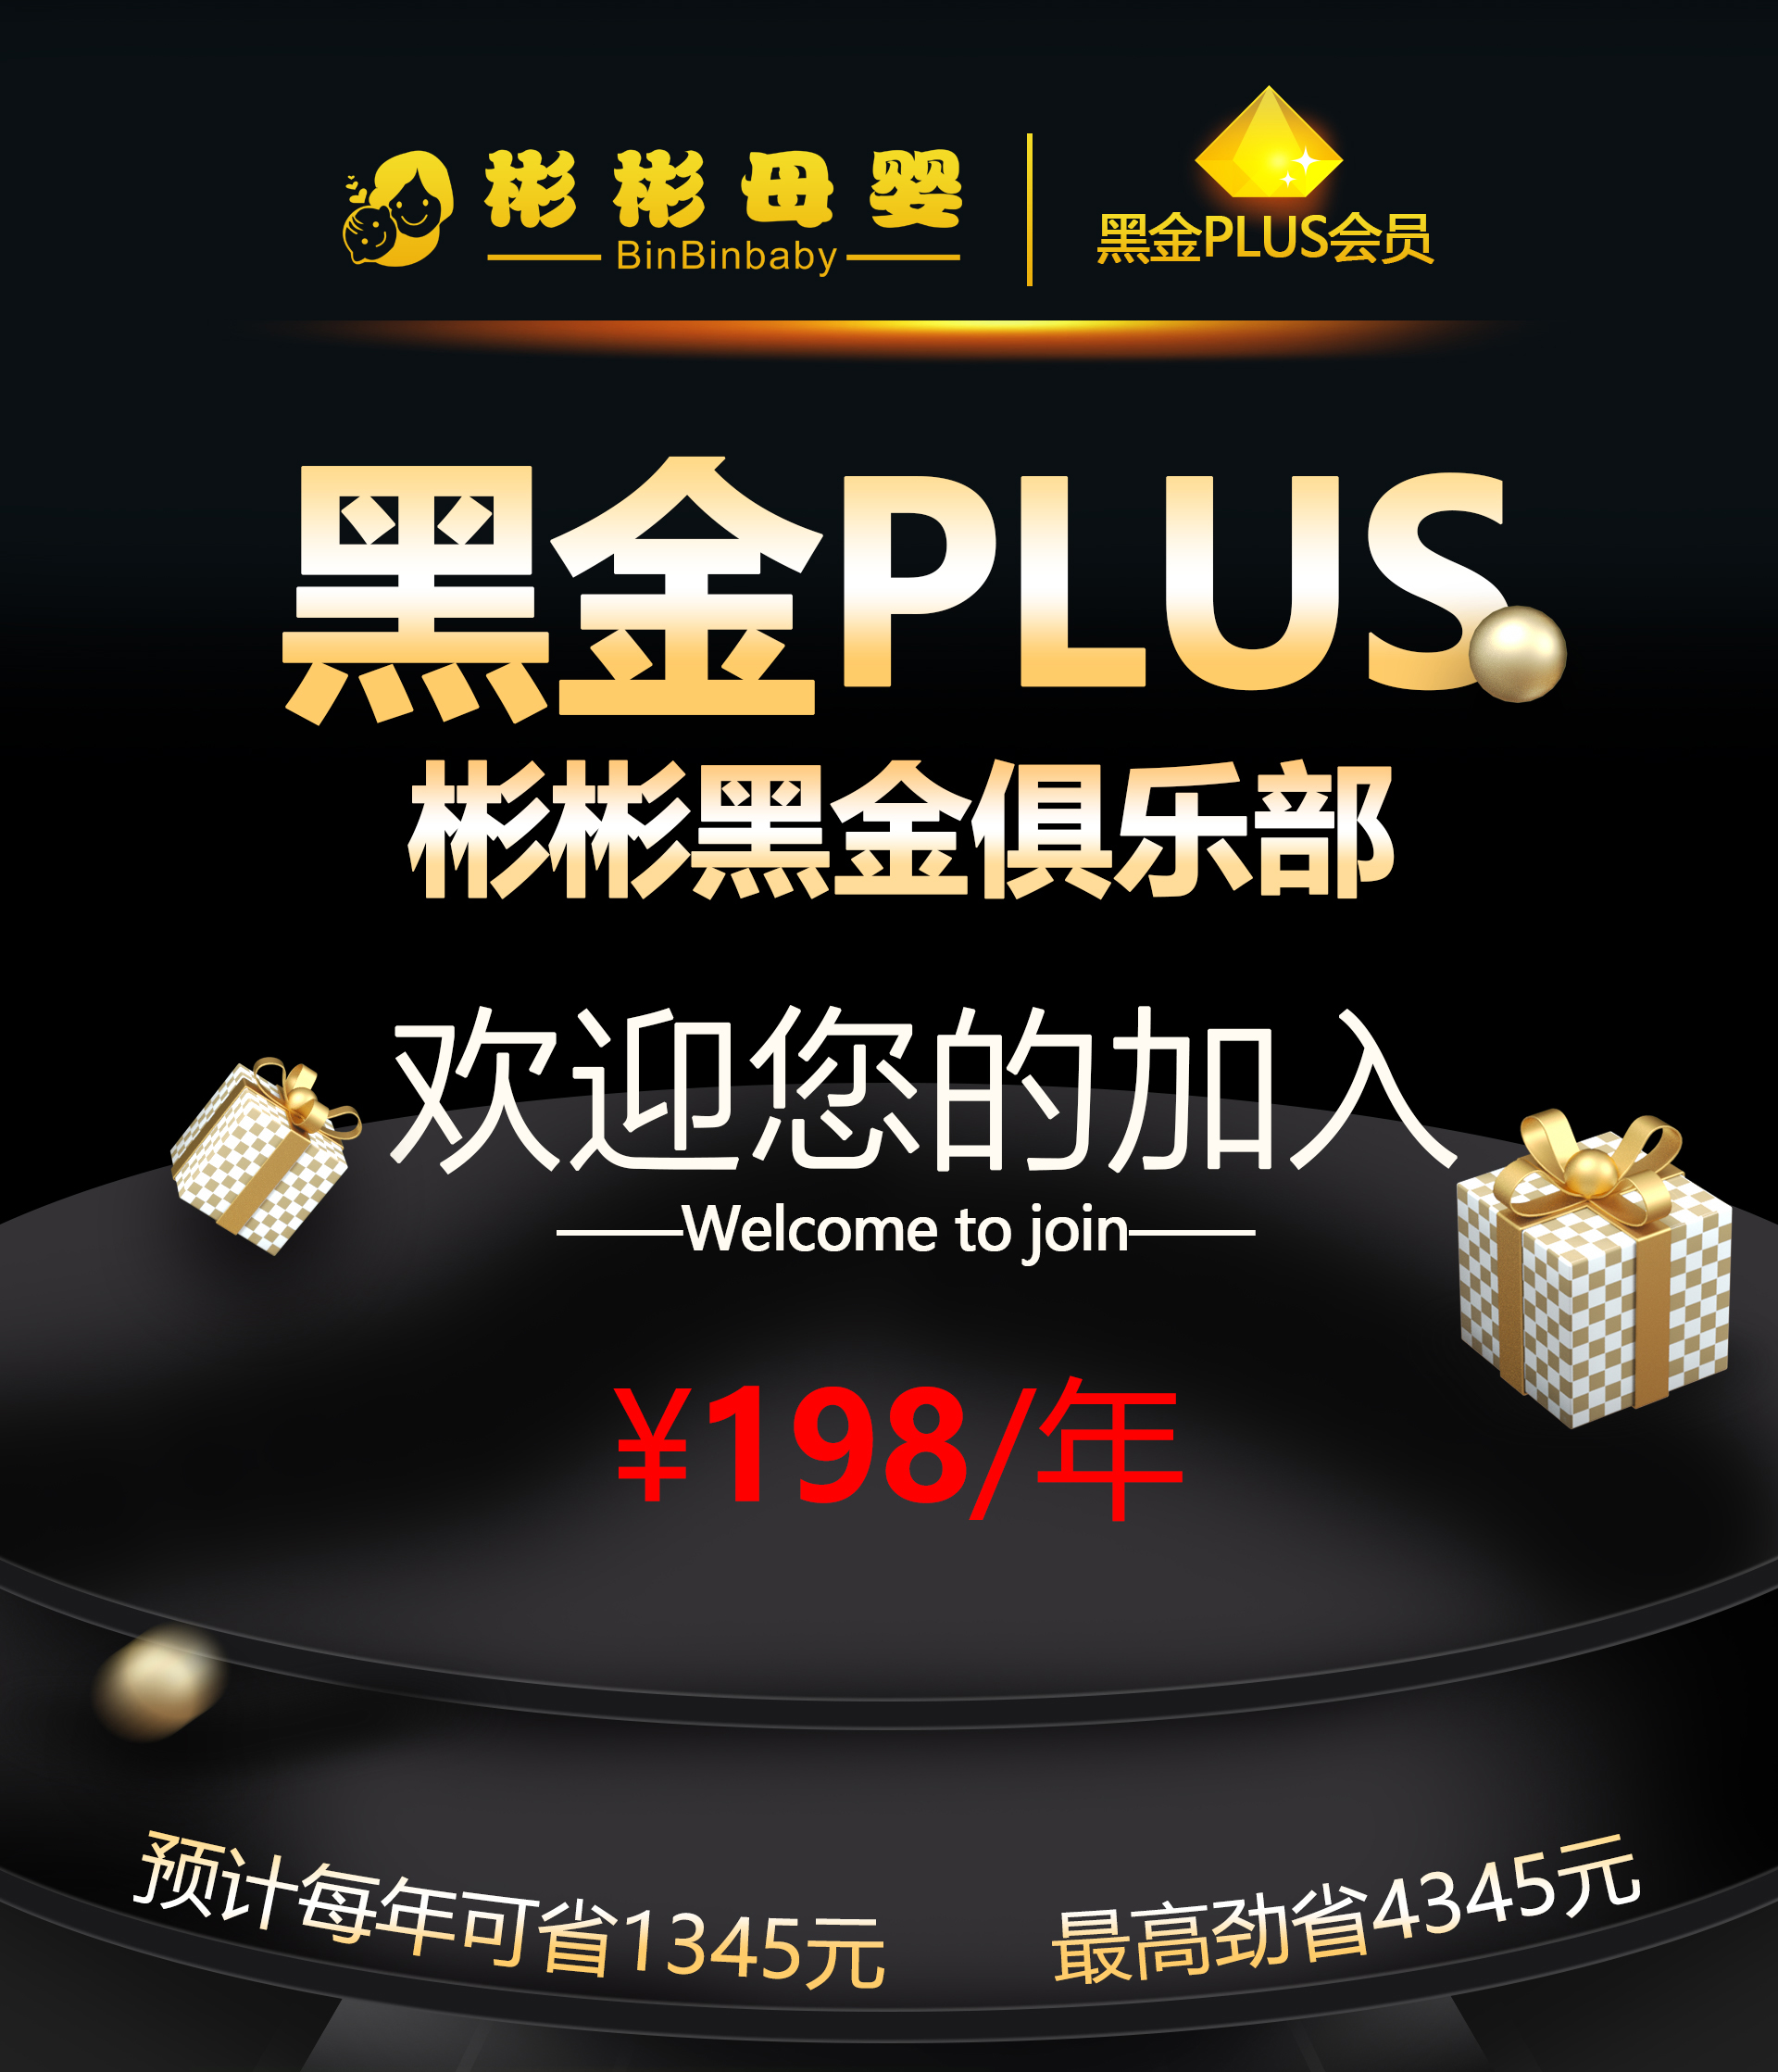 彬彬母婴
BinBinbaby
黑金PLUS会员
黑金PLUS
彬彬黑金俱乐部
欢迎您的加入
Welcome to join
¥198/年
预计每年可省1345元
最高劲省4345元